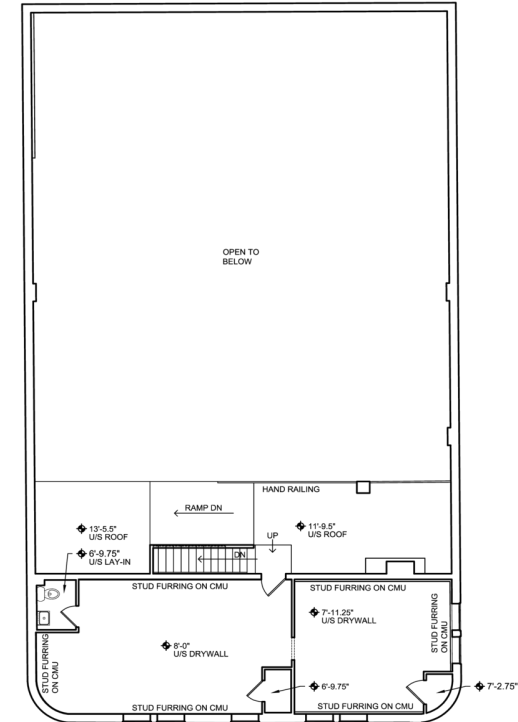 OPEN TO
BELOW
HAND RAILING
RAMP DN
13'-5.5"
U/S ROOF
UP
11'-9.5"
U/S ROOF
6'-9.75"
U/S LAY-IN
DN
STUD FURRING ON CMU
STUD FURRING ON CMU
7'-11.25"
U/S DRYWALL
STUD FURRING
ON CMU
8'-0"
U/S DRYWALL
STUD FURRING
ON CMU
6'-9.75"
7'-2.75"
STUD FURRING ON CMU
STUD FURRING ON CMU